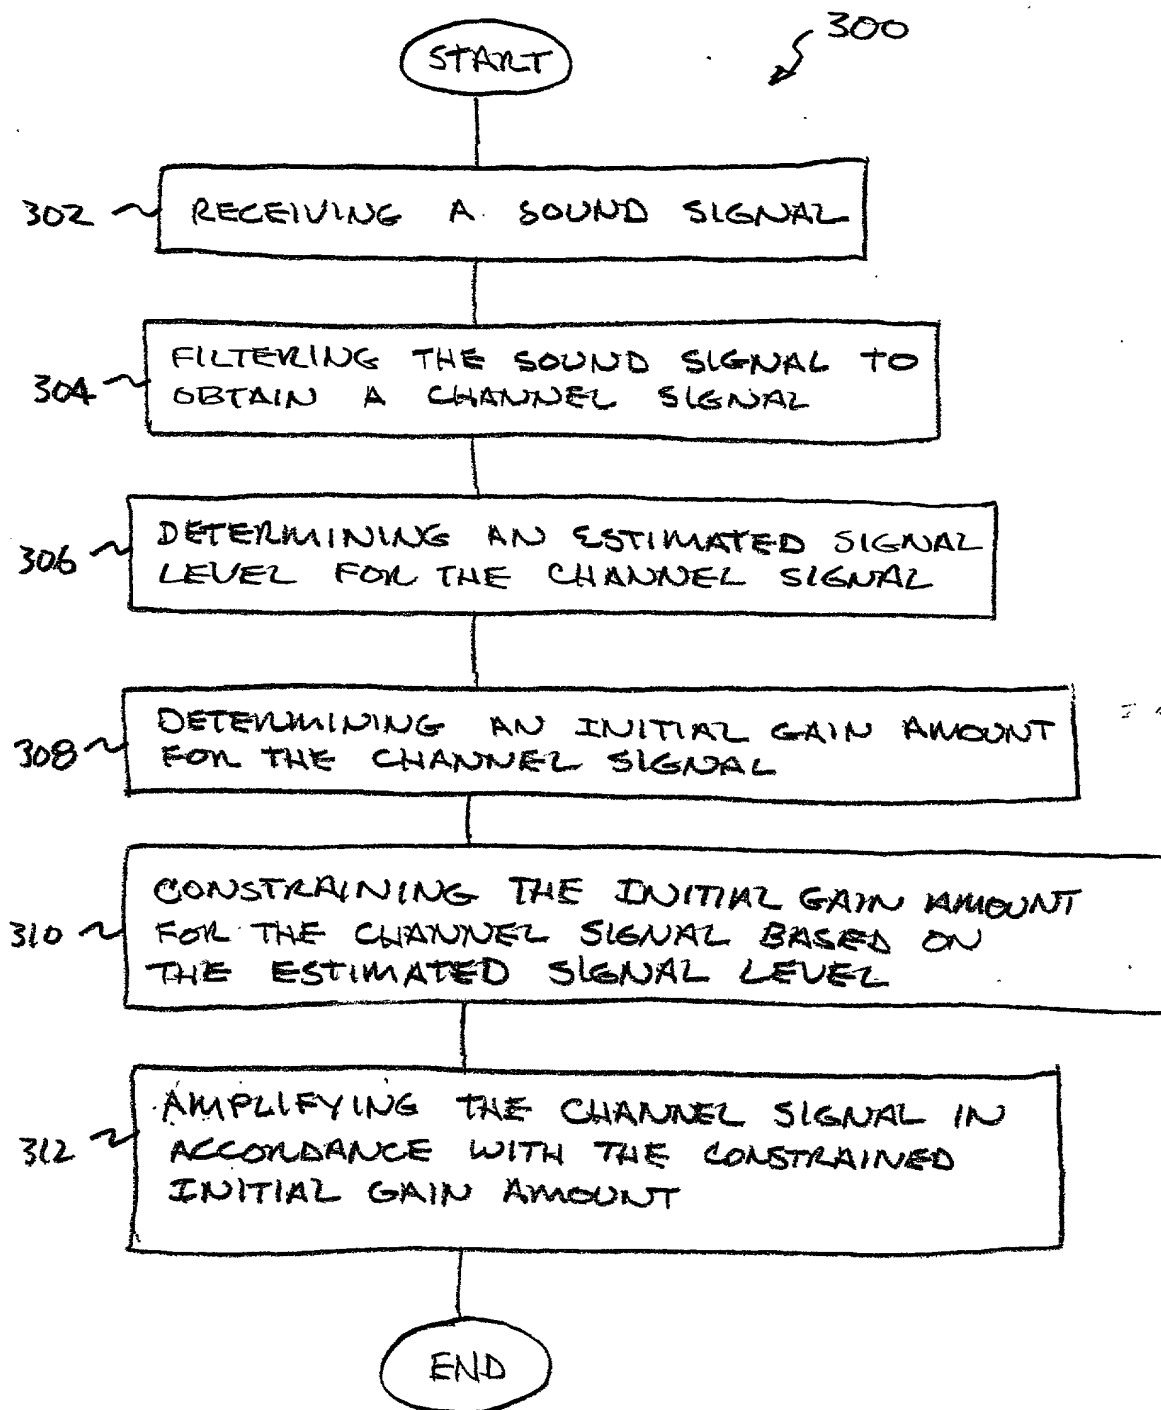 300
START
302
RECEIVING A SOUND SIGNAL
304
FILTERING THE SOUND SIGNAL TO
OBTAIN A CHANNEL SIGNAL
306
DETERMINING AN ESTIMATED SIGNAL
LEVEL FOR THE CHANNEL SIGNAL
308
DETERMINING AN INITIAL GAIN AMOUNT
FOR THE CHANNEL SIGNAL
310
CONSTRAINING THE INITIAL GAIN AMOUNT
FOR THE CHANNEL SIGNAL BASED ON
THE ESTIMATED SIGNAL LEVEL
312
AMPLIFYING THE CHANNEL SIGNAL IN
ACCORDANCE WITH THE CONSTRAINED
INITIAL GAIN AMOUNT
END